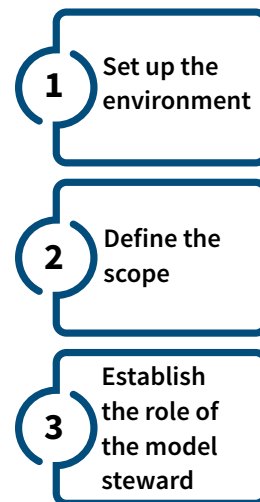 1
Set up the
environment
2
Define the
scope
3
Establish
the role of
the model
steward